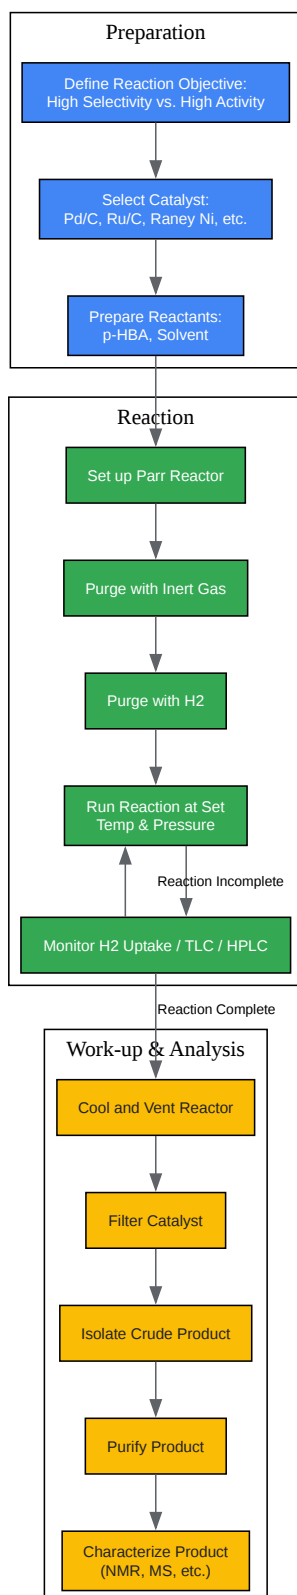 Preparation
Define Reaction Objective:
High Selectivity vs. High Activity
Select Catalyst:
Pd/C, Ru/C, Raney Ni, etc.
Prepare Reactants:
p-HBA, Solvent
Reaction
Set up Parr Reactor
Purge with Inert Gas
Purge with H2
Run Reaction at Set
Temp & Pressure
Reaction Incomplete
Monitor H2 Uptake / TLC / HPLC
Reaction Complete
Work-up & Analysis
Cool and Vent Reactor
Filter Catalyst
Isolate Crude Product
Purify Product
Characterize Product
(NMR, MS, etc.)